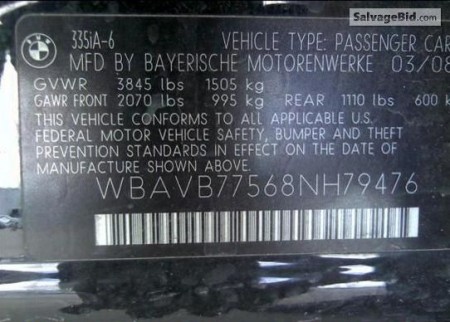 SalvageBid.com
BMW
335iA-6 VEHICLE TYPE: PASSENGER CAR
MFD BY BAYERISCHE MOTORENWERKE 03/08
GVWR 3845 lbs 1505 kg
GAWR FRONT 2070 lbs 995 kg REAR 1110 lbs 600 k
THIS VEHICLE CONFORMS TO ALL APPLICABLE U.S.
FEDERAL MOTOR VEHICLE SAFETY, BUMPER AND THEFT
PREVENTION STANDARDS IN EFFECT ON THE DATE OF
MANUFACTURE SHOWN ABOVE.
WBAVB77568NH79476